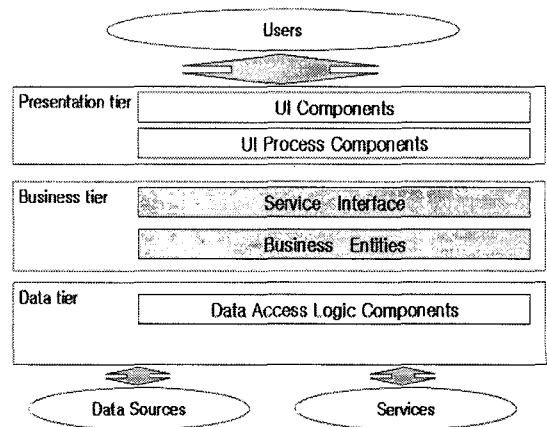 Users
Presentation tier
UI Components
UI Process Components
Business tier
Service Interface
Business Entities
Data tier
Data Access Logic Components
Data Sources
Services